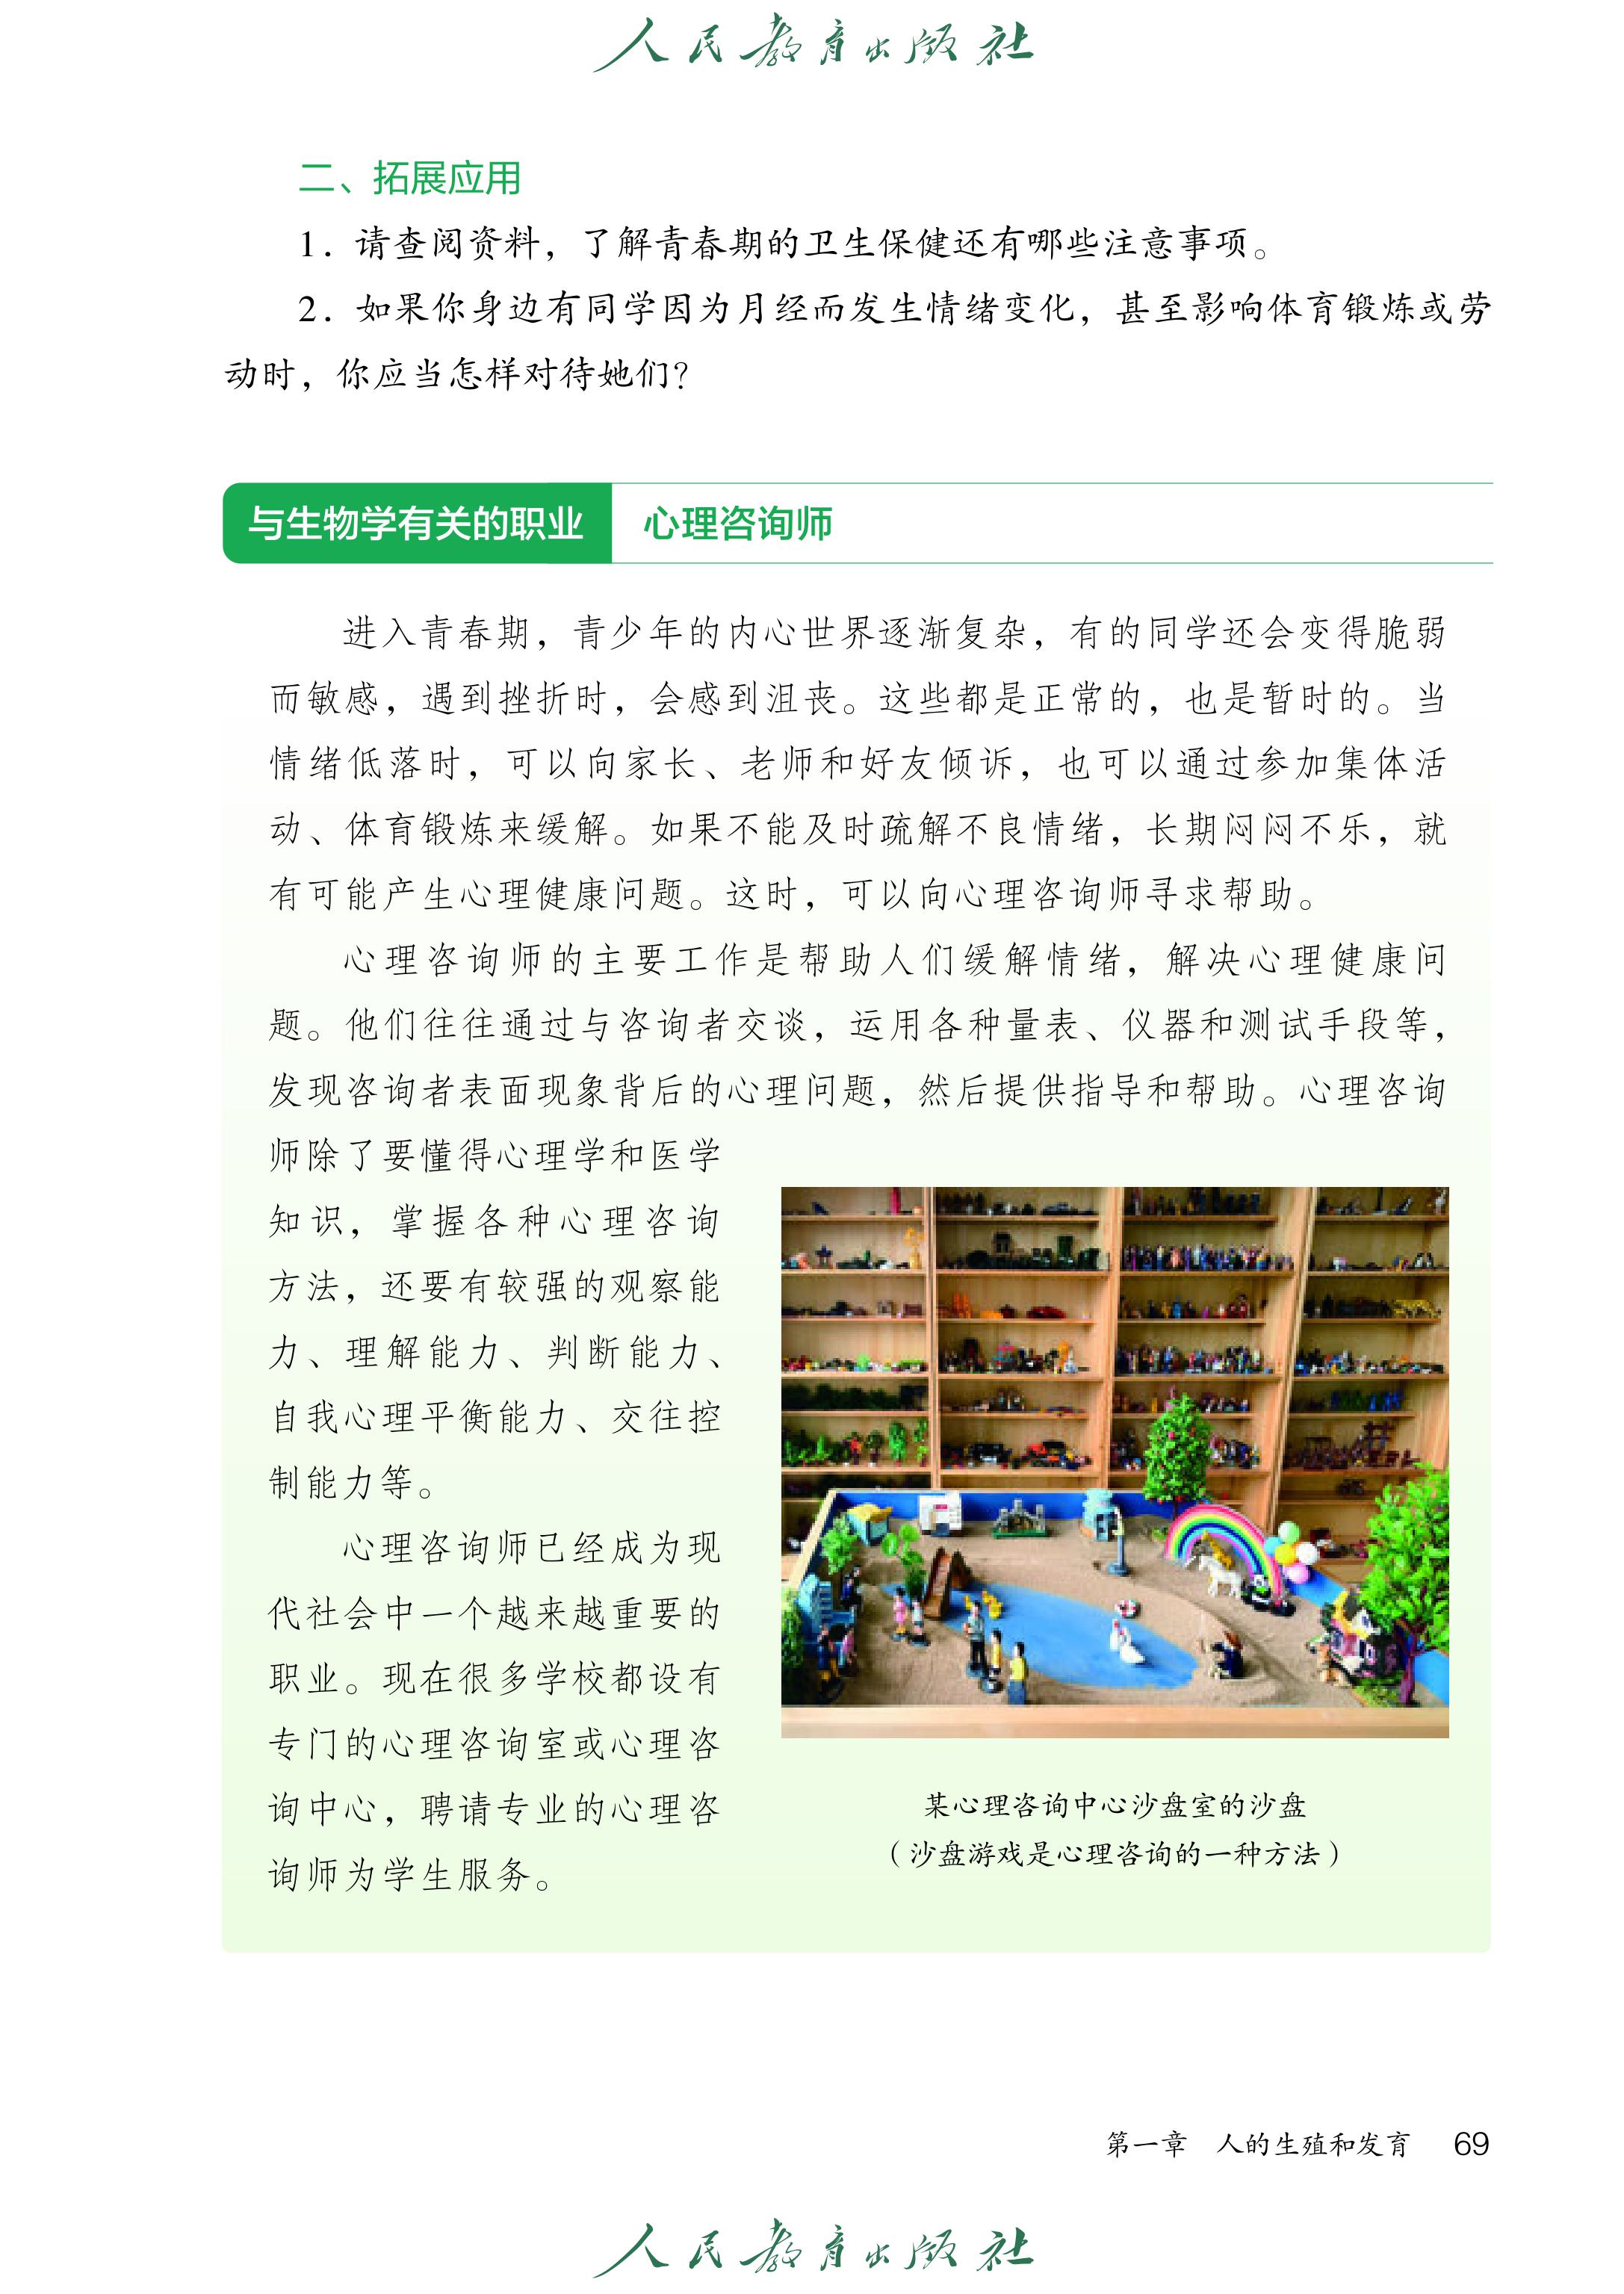 人民教育出版社
二、拓展应用
1. 请查阅资料，了解青春期的卫生保健还有哪些注意事项。
2. 如果你身边有同学因为月经而发生情绪变化，甚至影响体育锻炼或劳
动时，你应当怎样对待她们？
与生物学有关的职业 心理咨询师
进入青春期，青少年的内心世界逐渐复杂，有的同学还会变得脆弱
而敏感，遇到挫折时，会感到沮丧。这些都是正常的，也是暂时的。当
情绪低落时，可以向家长、老师和好友倾诉，也可以通过参加集体活
动、体育锻炼来缓解。如果不能及时疏解不良情绪，长期闷闷不乐，就
有可能产生心理健康问题。这时，可以向心理咨询师寻求帮助。
心理咨询师的主要工作是帮助人们缓解情绪，解决心理健康问
题。他们往往通过与咨询者交谈，运用各种量表、仪器和测试手段等，
发现咨询者表面现象背后的心理问题，然后提供指导和帮助。心理咨询
师除了要懂得心理学和医学
知识，掌握各种心理咨询
方法，还要有较强的观察能
力、理解能力、判断能力、
自我心理平衡能力、交往控
制能力等。
心理咨询师已经成为现
代社会中一个越来越重要的
职业。现在很多学校都设有
专门的心理咨询室或心理咨
询中心，聘请专业的心理咨
询师为学生服务。
某心理咨询中心沙盘室的沙盘
（沙盘游戏是心理咨询的一种方法）
第一章 人的生殖和发育 69
人民教育出版社